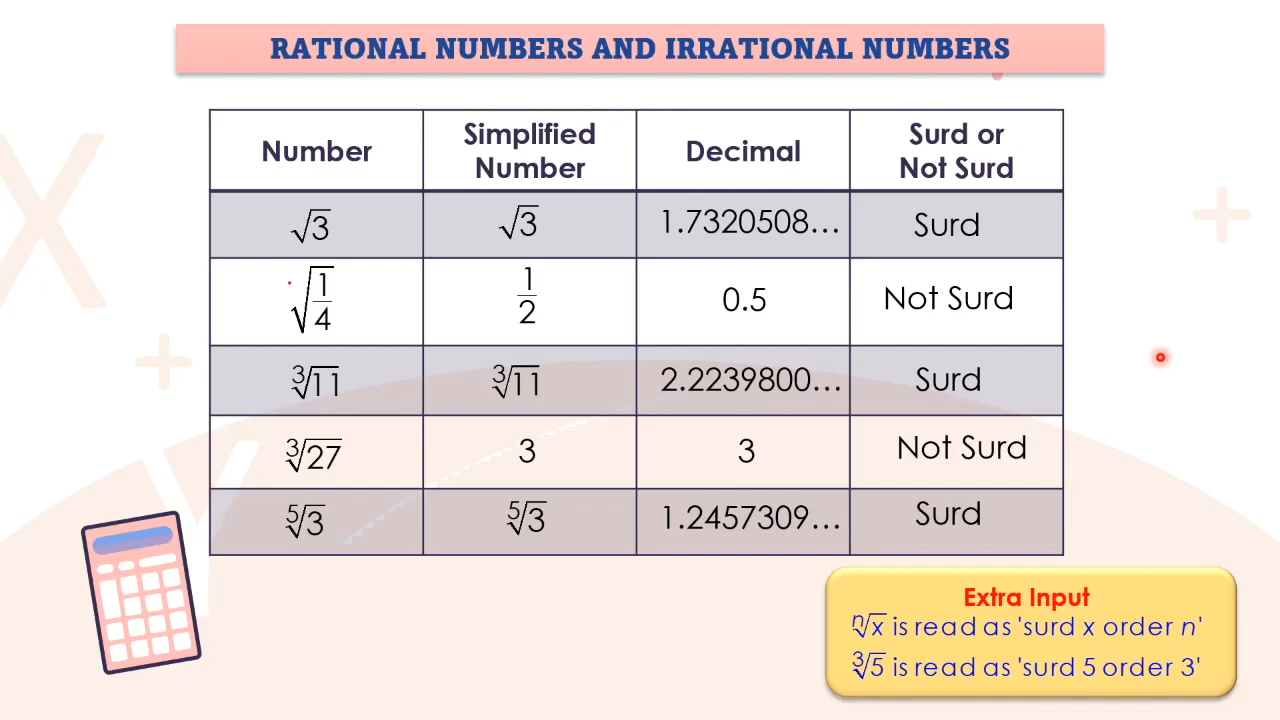 RATIONAL NUMBERS AND IRRATIONAL NUMBERS
Number | Simplified Number | Decimal | Surd or Not Surd
√3 | √3 | 1.7320508... | Surd
√(1/4) | 1/2 | 0.5 | Not Surd
∛11 | ∛11 | 2.2239800... | Surd
∛27 | 3 | 3 | Not Surd
⁵√3 | ⁵√3 | 1.2457309... | Surd
Extra Input
ⁿ√x is read as 'surd x order n'
∛5 is read as 'surd 5 order 3'